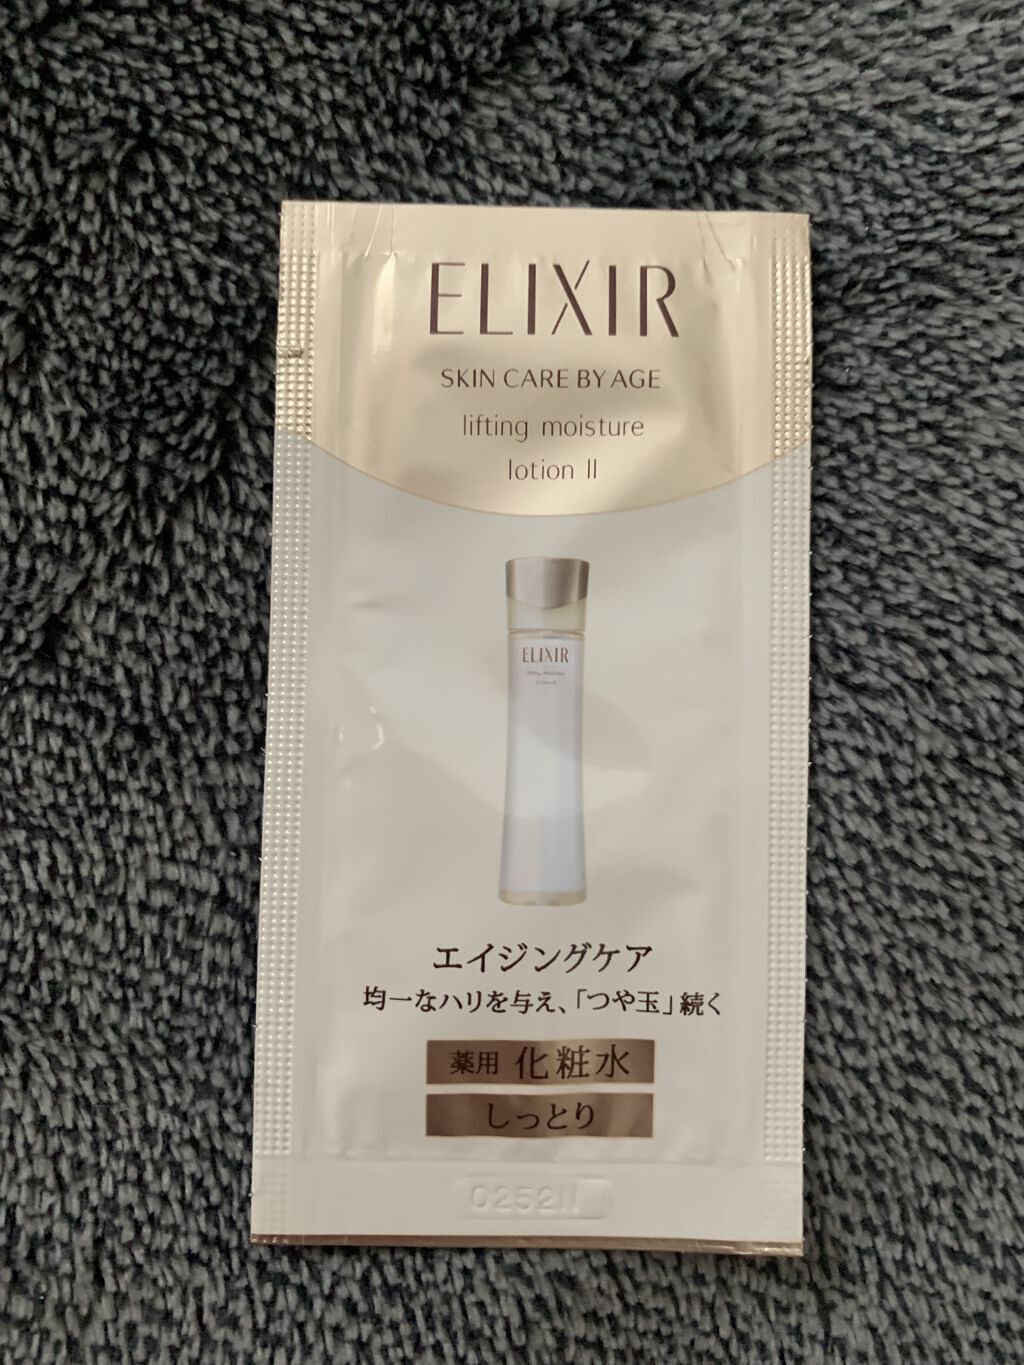 ELIXIR
SKIN CARE BY AGE
lifting moisture
lotion II
ELIXIR
エイジングケア
均一なハリを与え、「つや玉」続く
薬用 化粧水
しっとり
0252N